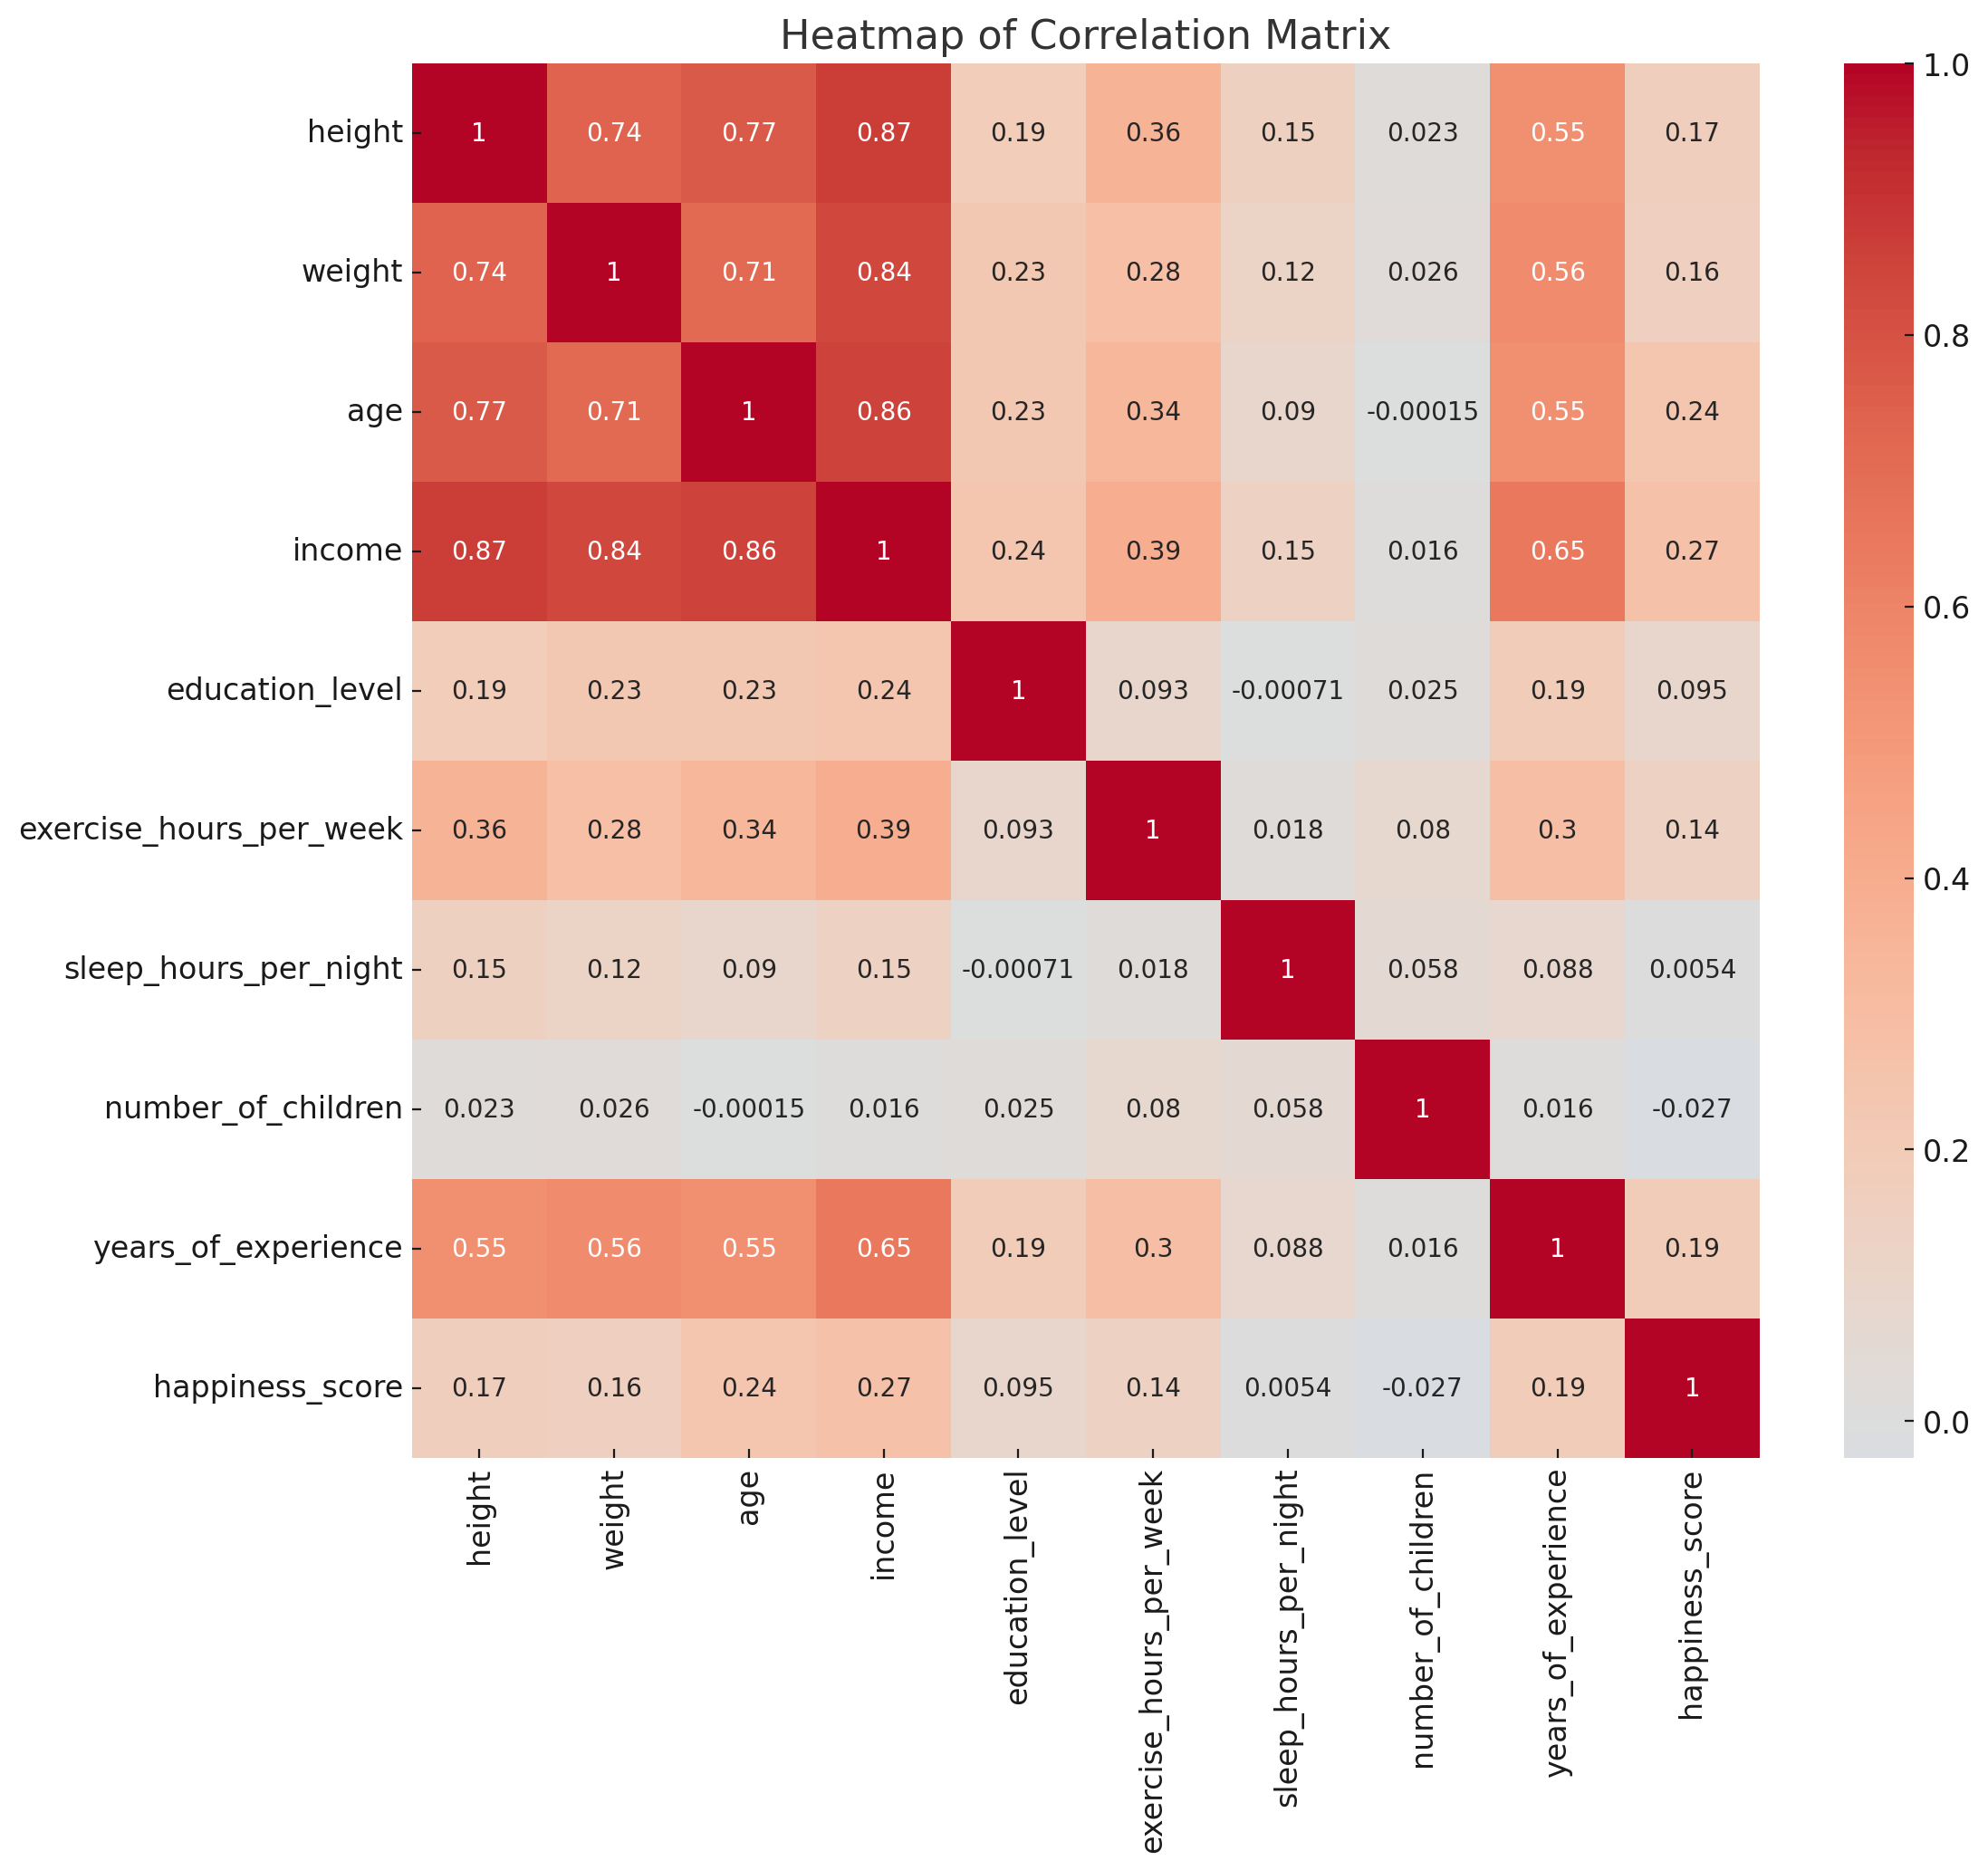 Heatmap of Correlation Matrix
height 1 0.74 0.77 0.87 0.19 0.36 0.15 0.023 0.55 0.17
weight 0.74 1 0.71 0.84 0.23 0.28 0.12 0.026 0.56 0.16
age 0.77 0.71 1 0.86 0.23 0.34 0.09 -0.00015 0.55 0.24
income 0.87 0.84 0.86 1 0.24 0.39 0.15 0.016 0.65 0.27
education_level 0.19 0.23 0.23 0.24 1 0.093 -0.00071 0.025 0.19 0.095
exercise_hours_per_week 0.36 0.28 0.34 0.39 0.093 1 0.018 0.08 0.3 0.14
sleep_hours_per_night 0.15 0.12 0.09 0.15 -0.00071 0.018 1 0.058 0.088 0.0054
number_of_children 0.023 0.026 -0.00015 0.016 0.025 0.08 0.058 1 0.016 -0.027
years_of_experience 0.55 0.56 0.55 0.65 0.19 0.3 0.088 0.016 1 0.19
happiness_score 0.17 0.16 0.24 0.27 0.095 0.14 0.0054 -0.027 0.19 1
height
weight
age
income
education_level
exercise_hours_per_week
sleep_hours_per_night
number_of_children
years_of_experience
happiness_score
1.0
0.8
0.6
0.4
0.2
0.0